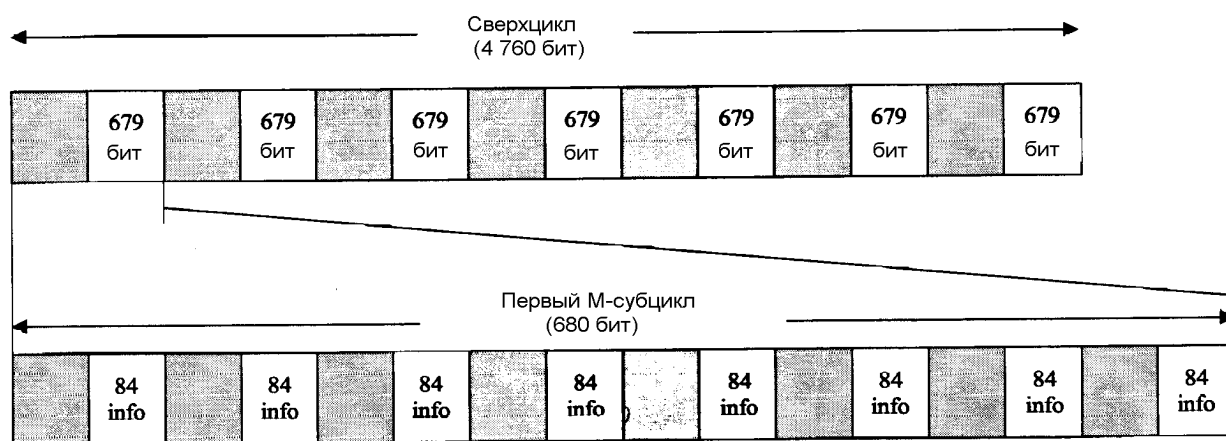 Сверхцикл
(4 760 бит)
679 679 679 679 679 679 679
бит бит бит бит бит бит бит
Первый М-субцикл
(680 бит)
84 84 84 84 84 84 84 84
info info info info info info info info